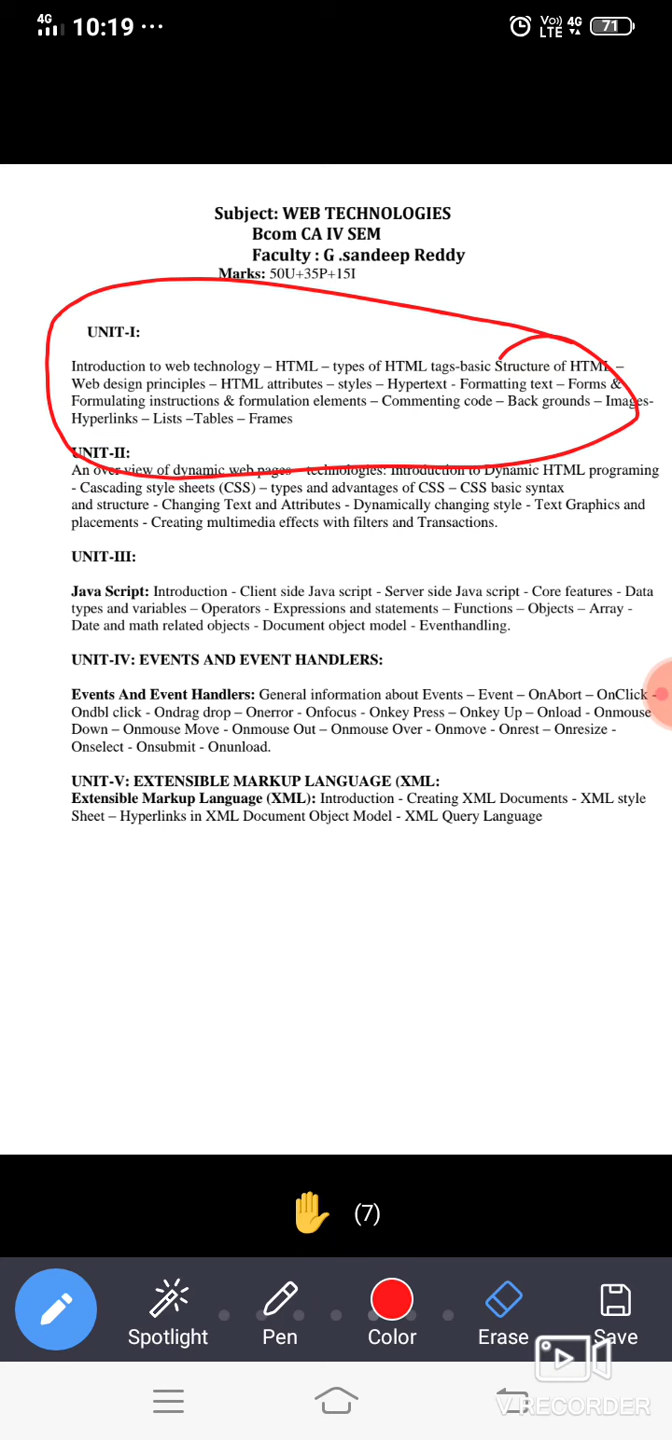 4G 10:19 ··· Vo)) LTE 4G 71
Subject: WEB TECHNOLOGIES
Bcom CA IV SEM
Faculty : G .sandeep Reddy
Marks: 50U+35P+15I
UNIT-I:
Introduction to web technology – HTML – types of HTML tags-basic Structure of HTML –
Web design principles – HTML attributes – styles – Hypertext - Formatting text – Forms &
Formulating instructions & formulation elements – Commenting code – Back grounds – Images-
Hyperlinks – Lists –Tables – Frames
UNIT-II:
An over view of dynamic web pages – technologies: Introduction to Dynamic HTML programing
- Cascading style sheets (CSS) – types and advantages of CSS – CSS basic syntax
and structure - Changing Text and Attributes - Dynamically changing style - Text Graphics and
placements - Creating multimedia effects with filters and Transactions.
UNIT-III:
Java Script: Introduction - Client side Java script - Server side Java script - Core features - Data
types and variables – Operators - Expressions and statements – Functions – Objects – Array -
Date and math related objects - Document object model - Eventhandling.
UNIT-IV: EVENTS AND EVENT HANDLERS:
Events And Event Handlers: General information about Events – Event – OnAbort – OnClick -
Ondbl click - Ondrag drop – Onerror - Onfocus - Onkey Press – Onkey Up – Onload - Onmouse
Down – Onmouse Move - Onmouse Out – Onmouse Over - Onmove - Onrest – Onresize -
Onselect - Onsubmit - Onunload.
UNIT-V: EXTENSIBLE MARKUP LANGUAGE (XML:
Extensible Markup Language (XML): Introduction - Creating XML Documents - XML style
Sheet – Hyperlinks in XML Document Object Model - XML Query Language
(7)
Spotlight Pen Color Erase Save
V RECORDER